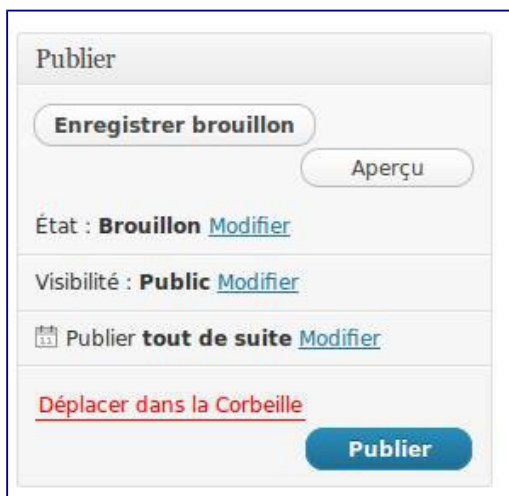 Publier
Enregistrer brouillon
Aperçu
État : Brouillon Modifier
Visibilité : Public Modifier
11 Publier tout de suite Modifier
Déplacer dans la Corbeille
Publier